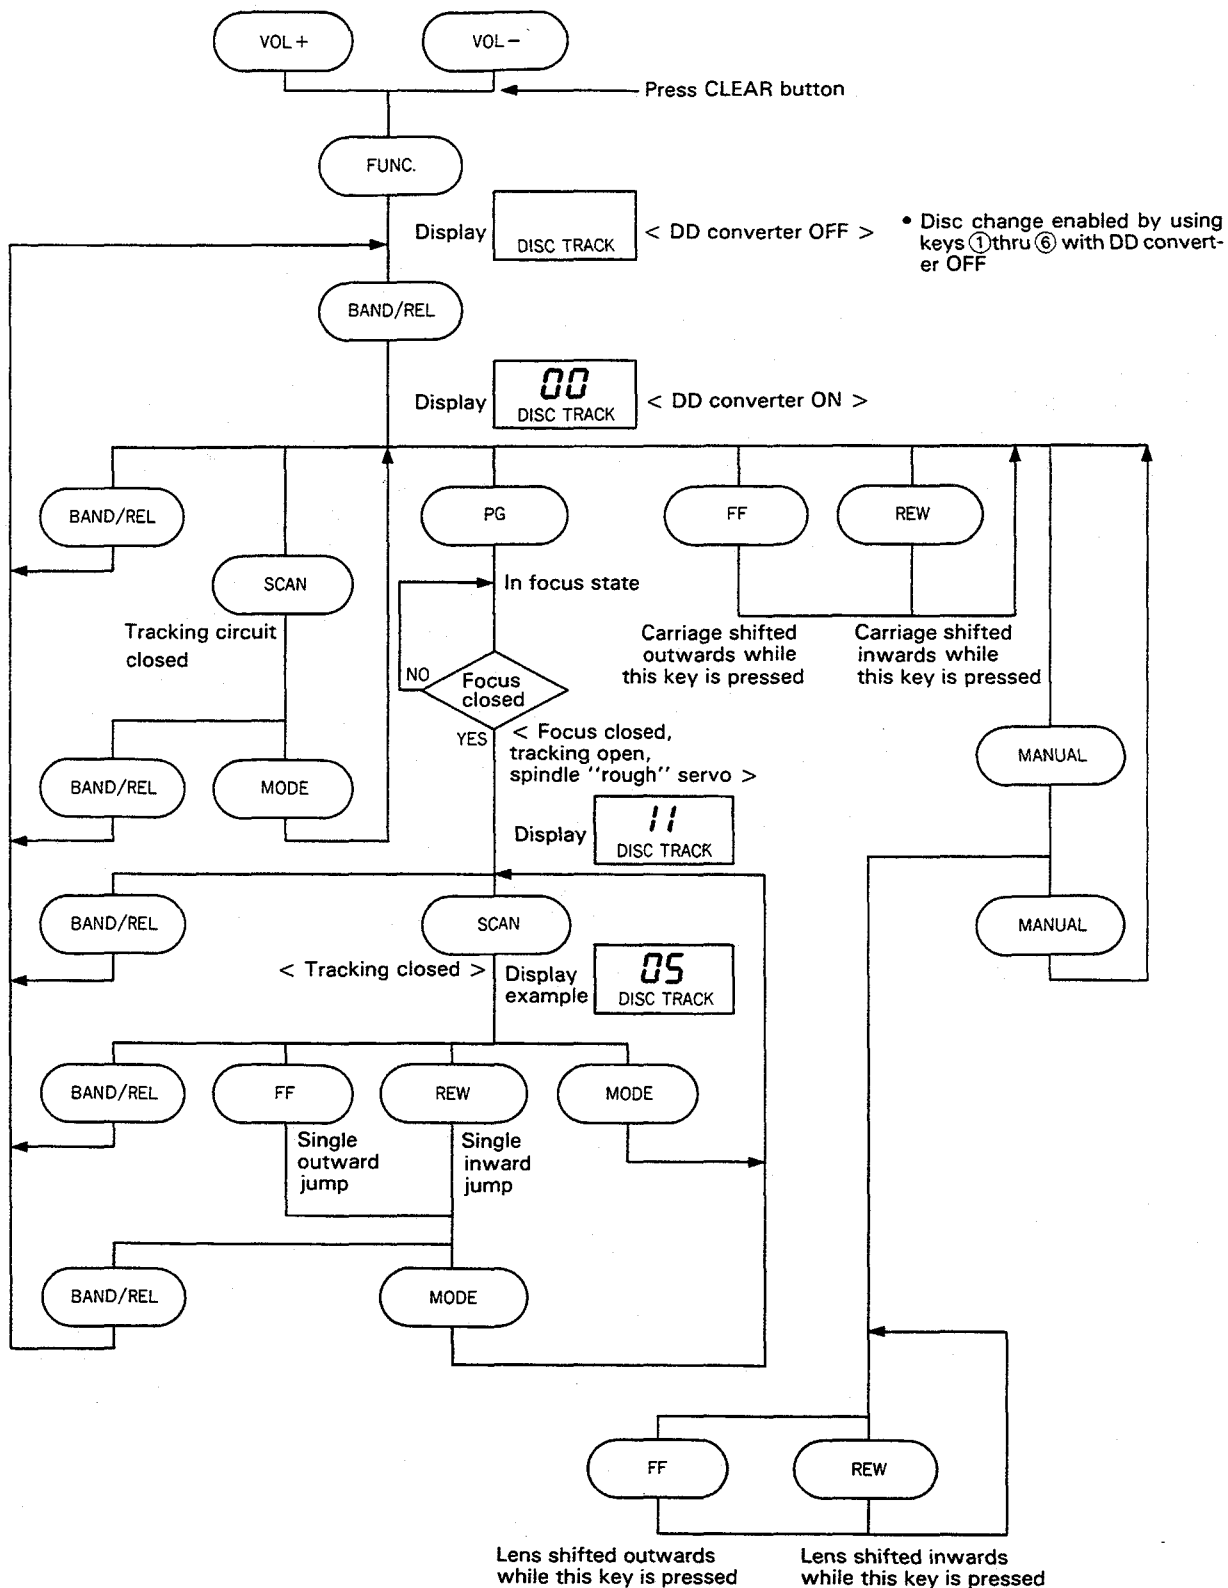 VOL+
VOL−
Press CLEAR button
FUNC.
Display
DISC TRACK
< DD converter OFF >
• Disc change enabled by using
keys ①thru ⑥ with DD convert-
er OFF
BAND/REL
Display
00
DISC TRACK
< DD converter ON >
BAND/REL
SCAN
PG
FF
REW
Tracking circuit
closed
In focus state
Carriage shifted
outwards while
this key is pressed
Carriage shifted
inwards while
this key is pressed
NO
Focus
closed
YES
< Focus closed,
tracking open,
spindle "rough" servo >
BAND/REL
MODE
MANUAL
Display
11
DISC TRACK
BAND/REL
SCAN
MANUAL
< Tracking closed >
Display
example
05
DISC TRACK
BAND/REL
FF
REW
MODE
Single
outward
jump
Single
inward
jump
BAND/REL
MODE
FF
REW
Lens shifted outwards
while this key is pressed
Lens shifted inwards
while this key is pressed